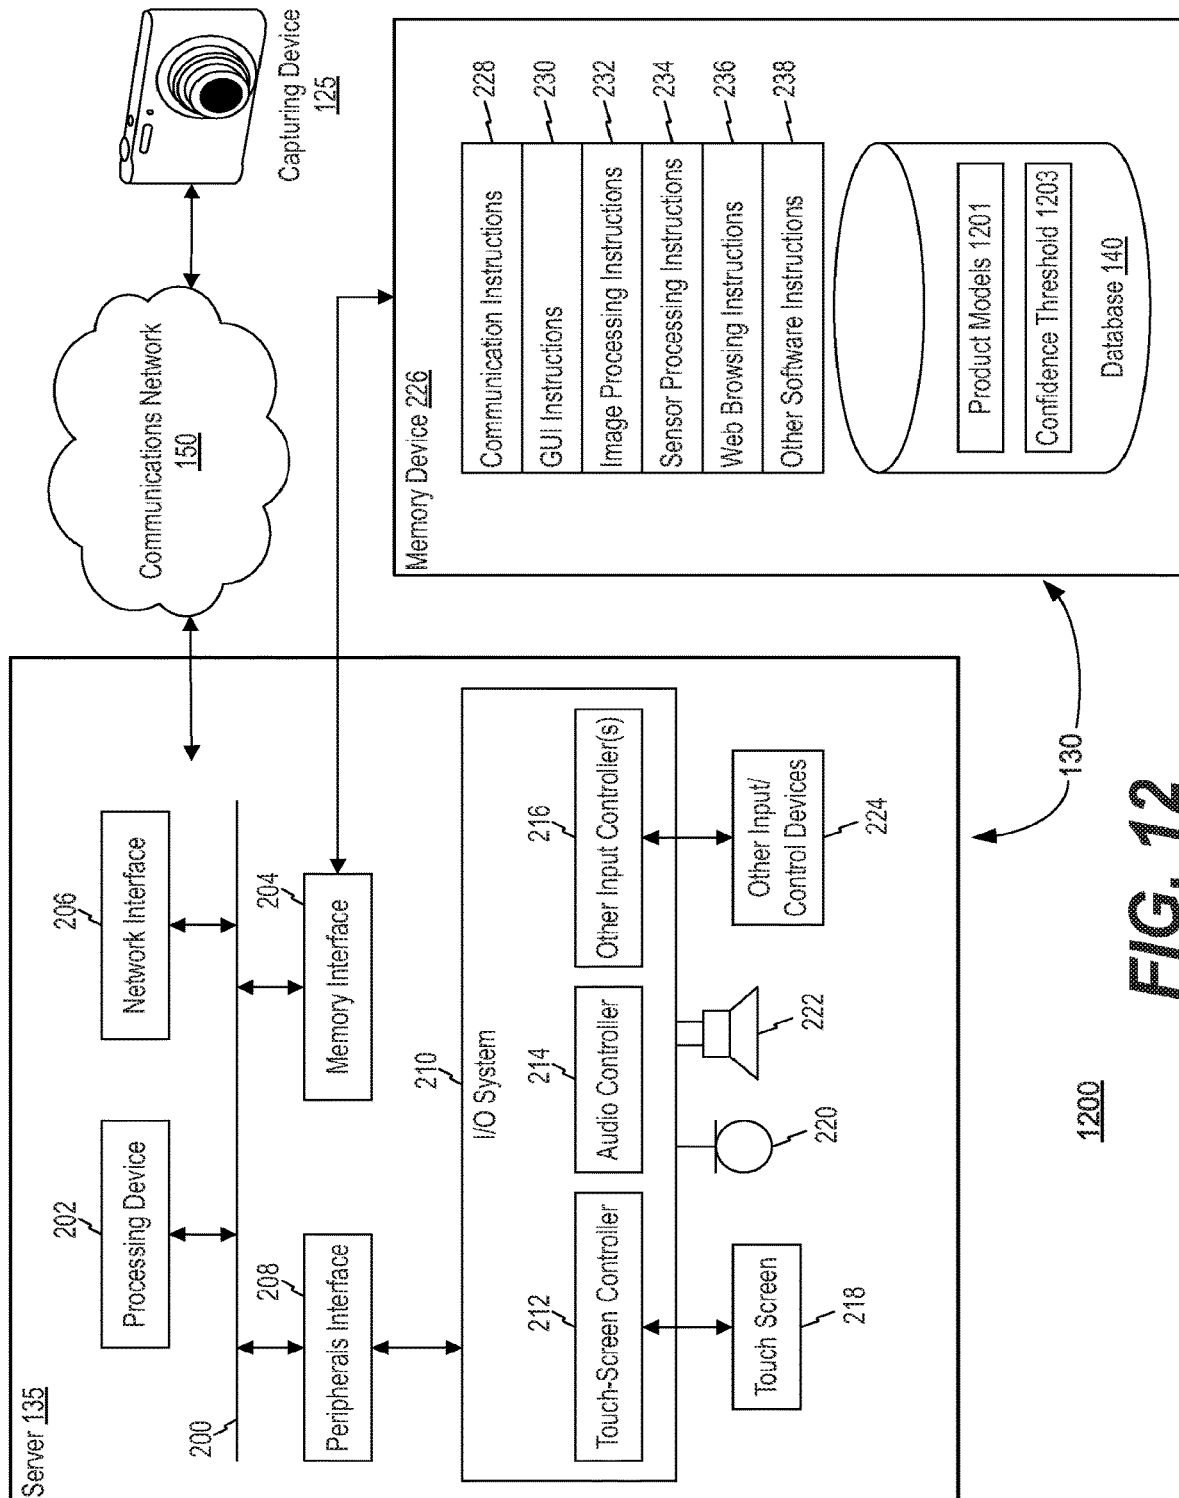 Server 135
200
202
Processing Device
206
Network Interface
208
Peripherals Interface
204
Memory Interface
210
I/O System
212
Touch-Screen Controller
214
Audio Controller
216
Other Input Controller(s)
Touch Screen
218
220
222
Other Input/
Control Devices
224
Communications Network
150
Capturing Device
125
Memory Device 226
Communication Instructions
228
GUI Instructions
230
Image Processing Instructions
232
Sensor Processing Instructions
234
Web Browsing Instructions
236
Other Software Instructions
238
Product Models 1201
Confidence Threshold 1203
Database 140
130
1200
FIG. 12